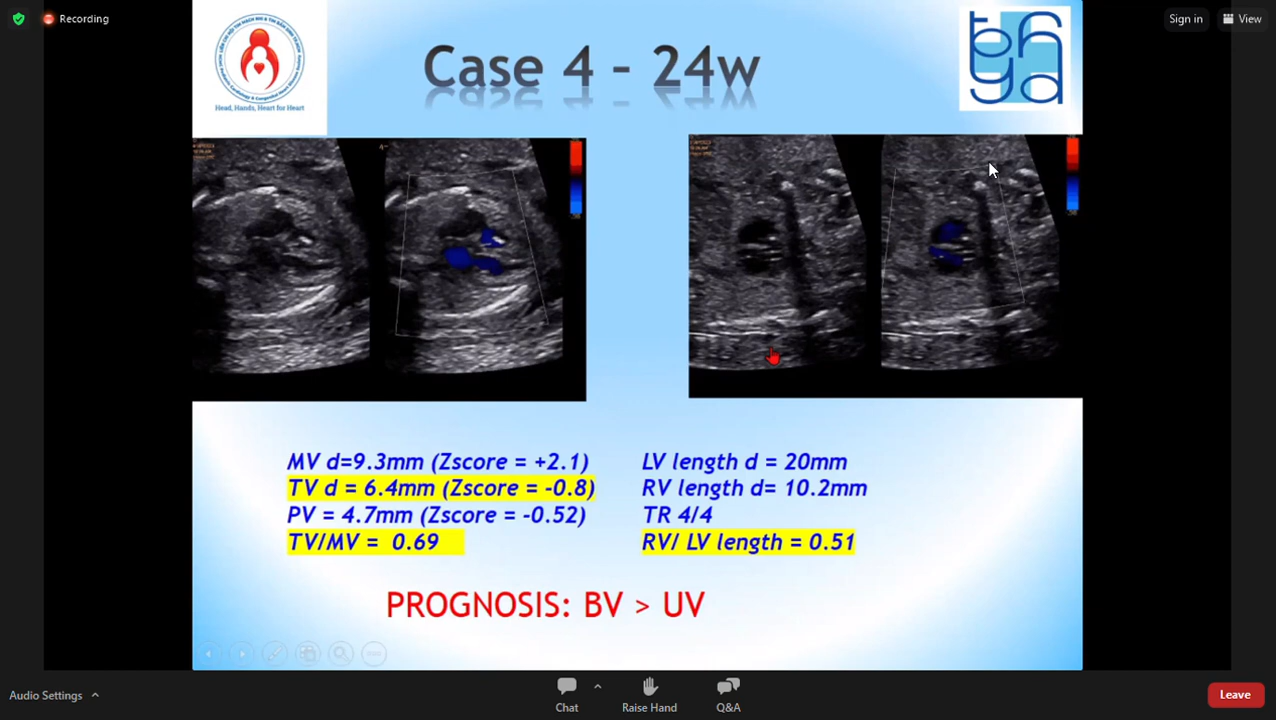 Recording
Sign in
View
Head, Hands, Heart for Heart
Case 4 - 24w
MV d=9.3mm (Zscore = +2.1)
TV d = 6.4mm (Zscore = -0.8)
PV = 4.7mm (Zscore = -0.52)
TV/MV = 0.69
LV length d = 20mm
RV length d= 10.2mm
TR 4/4
RV/ LV length = 0.51
PROGNOSIS: BV > UV
Audio Settings
Chat
Raise Hand
Q&A
Leave